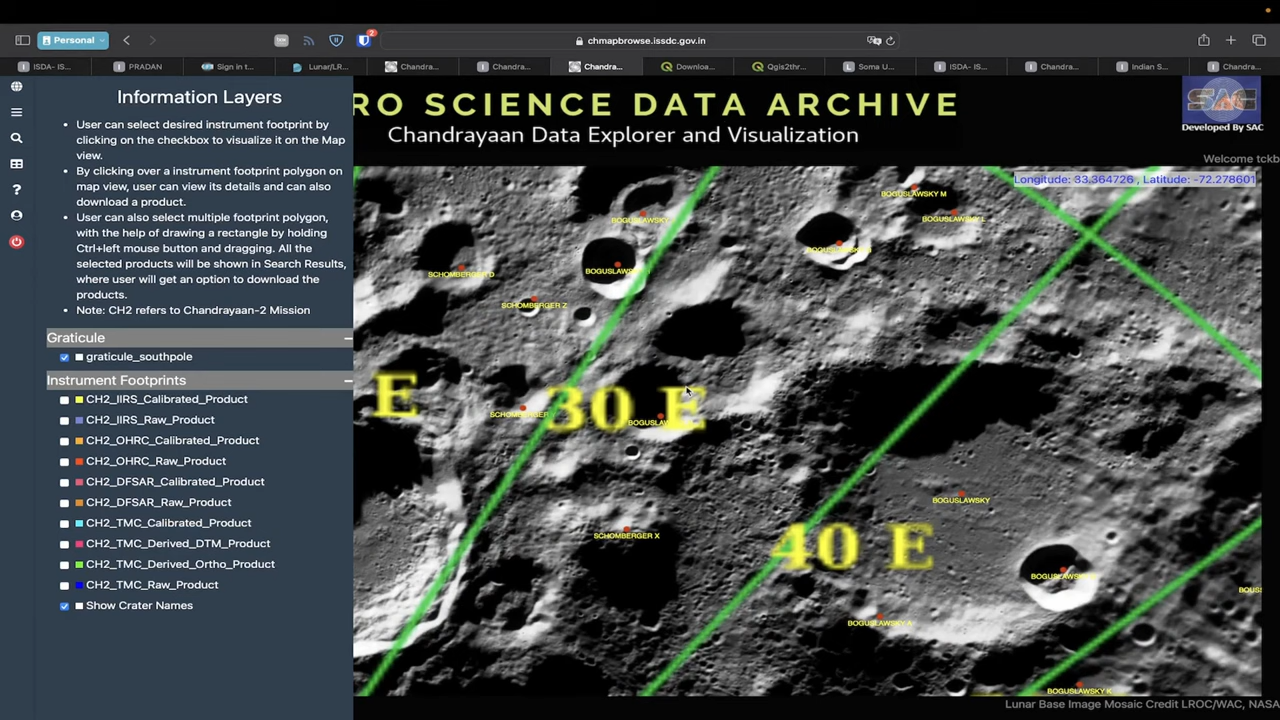 Personal
2
chmapbrowse.issdc.gov.in
ISDA- IS...
PRADAN
Sign in t...
Lunar/LR...
Chandra...
Chandra...
Chandra...
Downloa...
Qgis2thr...
Soma U...
ISDA- IS...
Chandra...
Indian S...
Chandra...
Information Layers
User can select desired instrument footprint by
clicking on the checkbox to visualize it on the Map
view.
By clicking over a instrument footprint polygon on
map view, user can view its details and can also
download a product.
User can also select multiple footprint polygon,
with the help of drawing a rectangle by holding
Ctrl+left mouse button and dragging. All the
selected products will be shown in Search Results,
where user will get an option to download the
products.
Note: CH2 refers to Chandrayaan-2 Mission
Graticule
graticule_southpole
Instrument Footprints
CH2_IIRS_Calibrated_Product
CH2_IIRS_Raw_Product
CH2_OHRC_Calibrated_Product
CH2_OHRC_Raw_Product
CH2_DFSAR_Calibrated_Product
CH2_DFSAR_Raw_Product
CH2_TMC_Calibrated_Product
CH2_TMC_Derived_DTM_Product
CH2_TMC_Derived_Ortho_Product
CH2_TMC_Raw_Product
Show Crater Names
RO SCIENCE DATA ARCHIVE
Chandrayaan Data Explorer and Visualization
SAC
Developed By SAC
Welcome tckb
Longitude: 33.364726 , Latitude: -72.278601
BOGUSLAWSKY M
BOGUSLAWSKY L
BOGUSLAWSKY
SCHOMBERGER D
BOGUSLAWSKY
SCHOMBERGER Z
E
30 E
SCHOMBERGER
BOGUSLAWSKY
SCHOMBERGER X
40 E
BOGUSLAWSKY
BOGUSLAWSKY
BOGUSLAWSKY A
BOGUSLAWSKY K
Lunar Base Image Mosaic Credit LROC/WAC, NASA